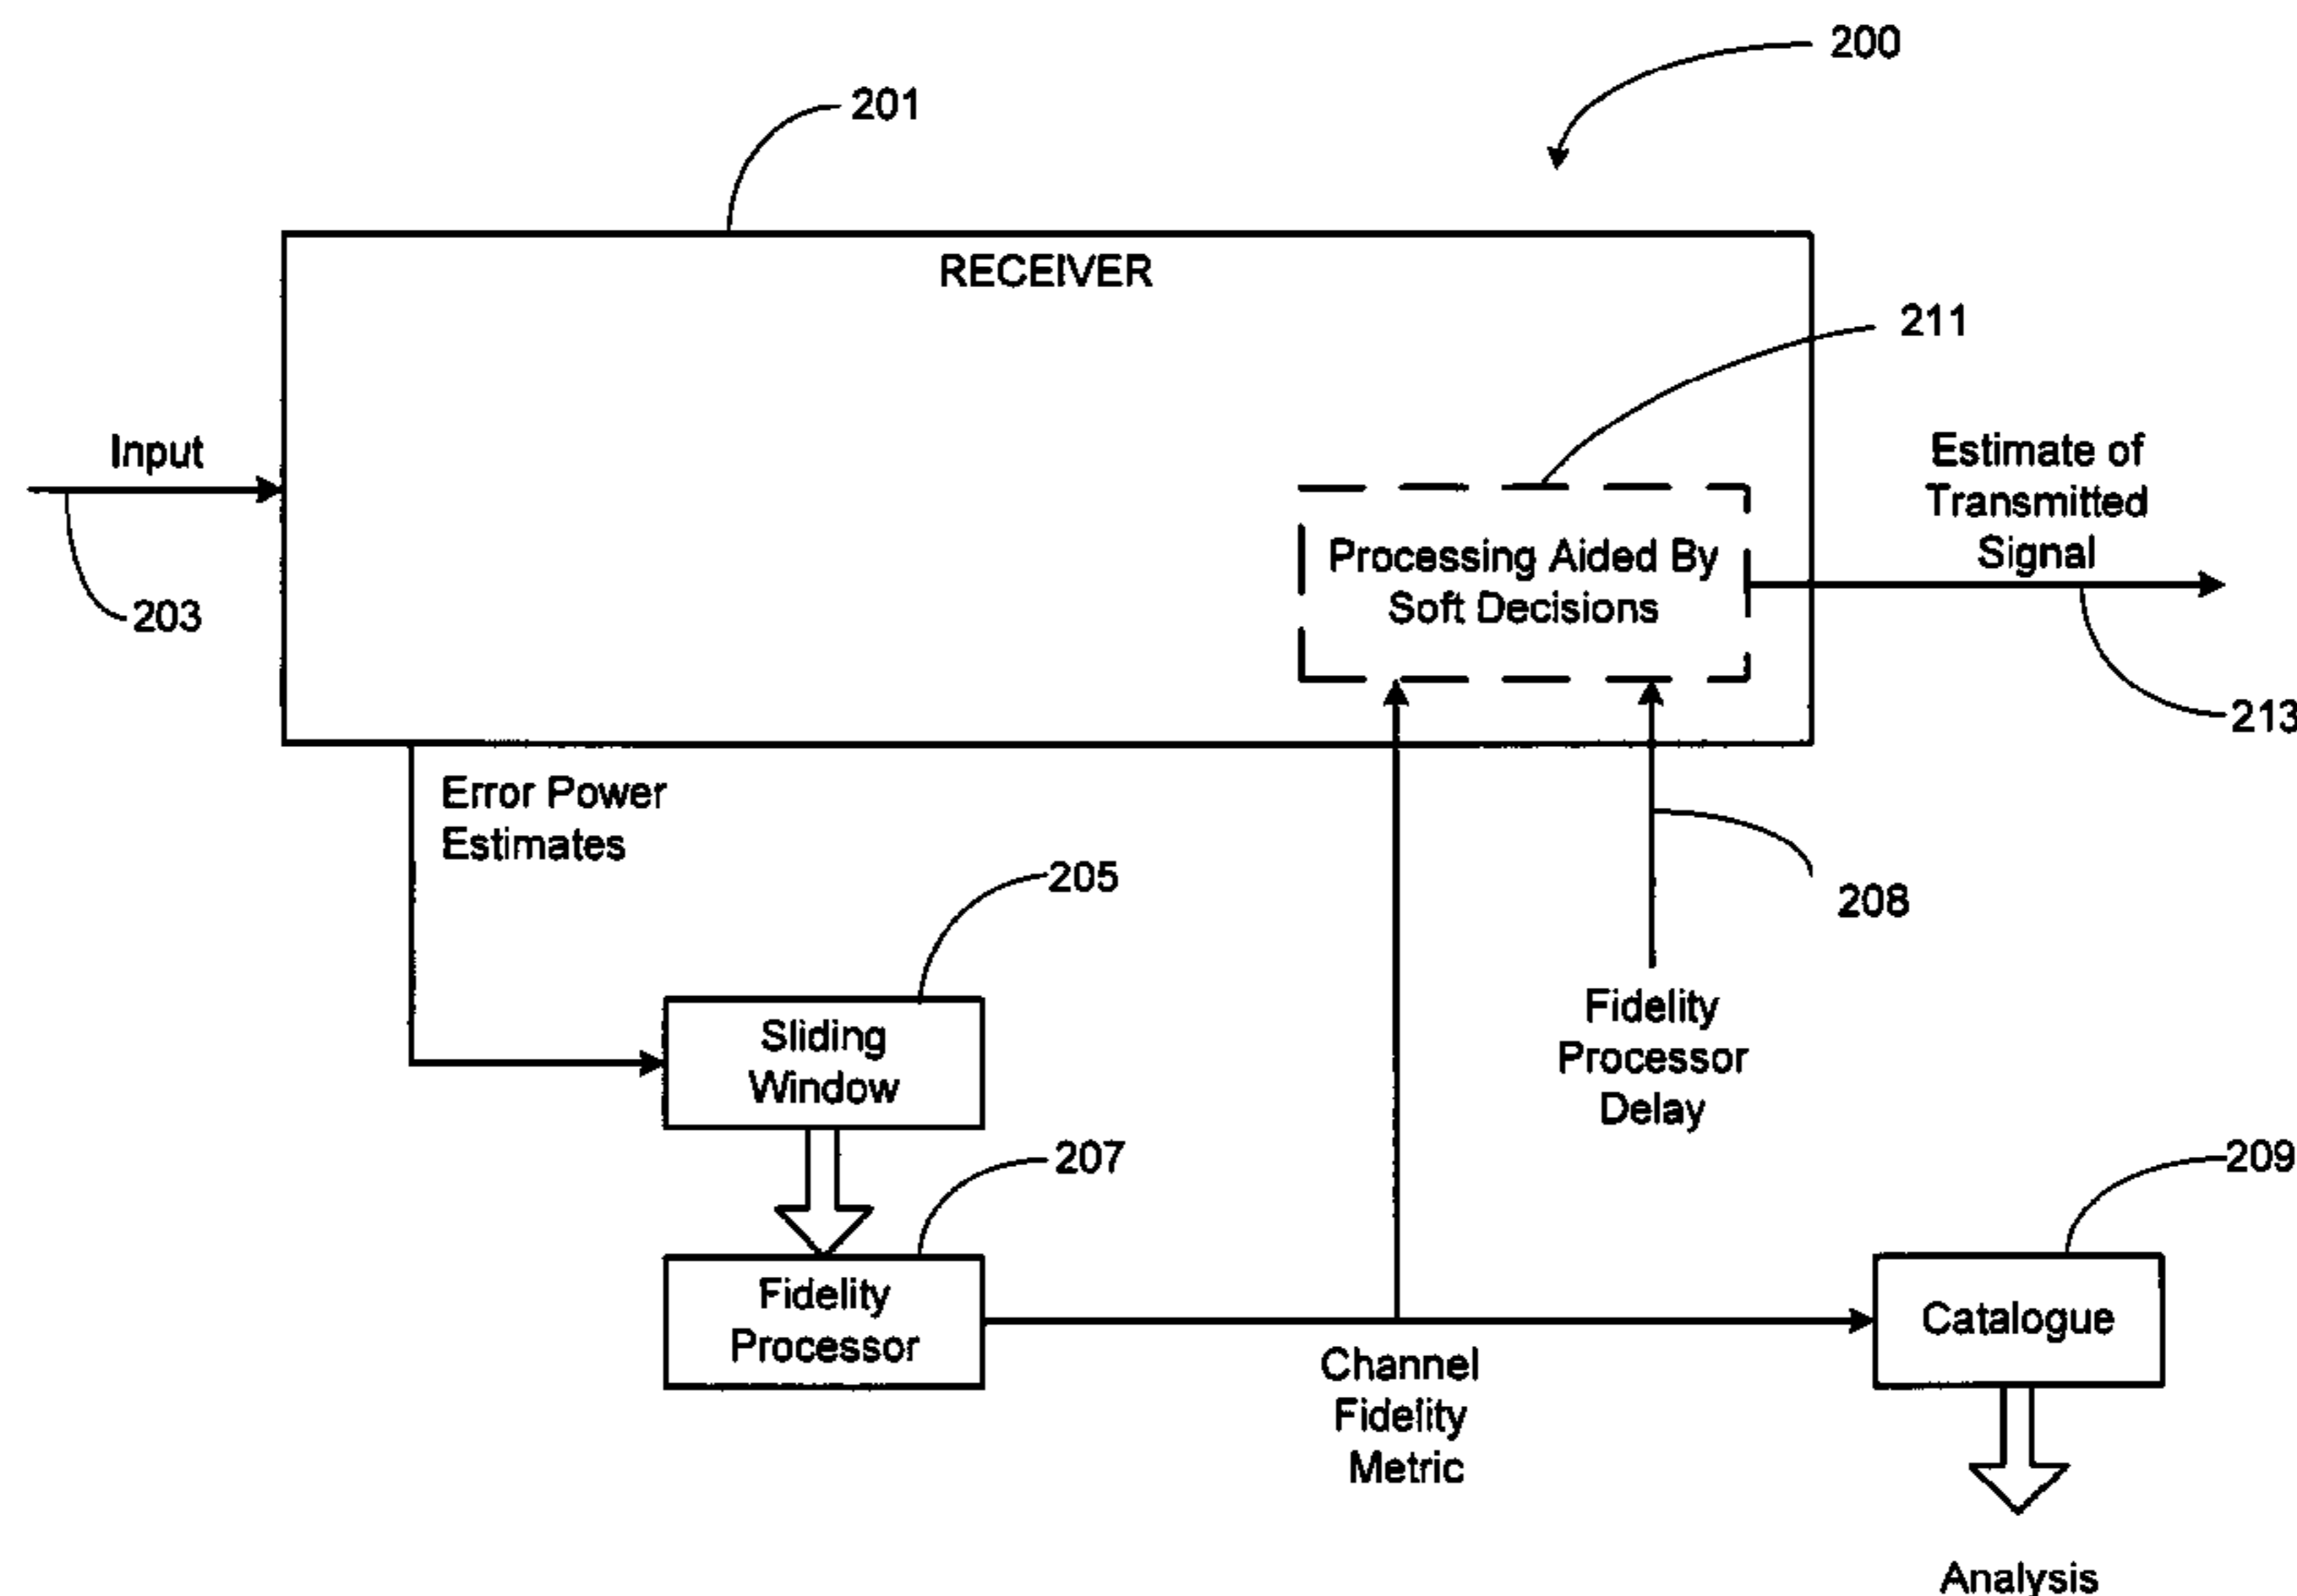 200
201
RECEIVER
211
Input
Estimate of
Transmitted
Signal
Processing Aided By
Soft Decisions
203
213
Error Power
Estimates
205
208
Sliding
Window
Fidelity
Processor
Delay
207
209
Fidelity
Processor
Catalogue
Channel
Fidelity
Metric
Analysis